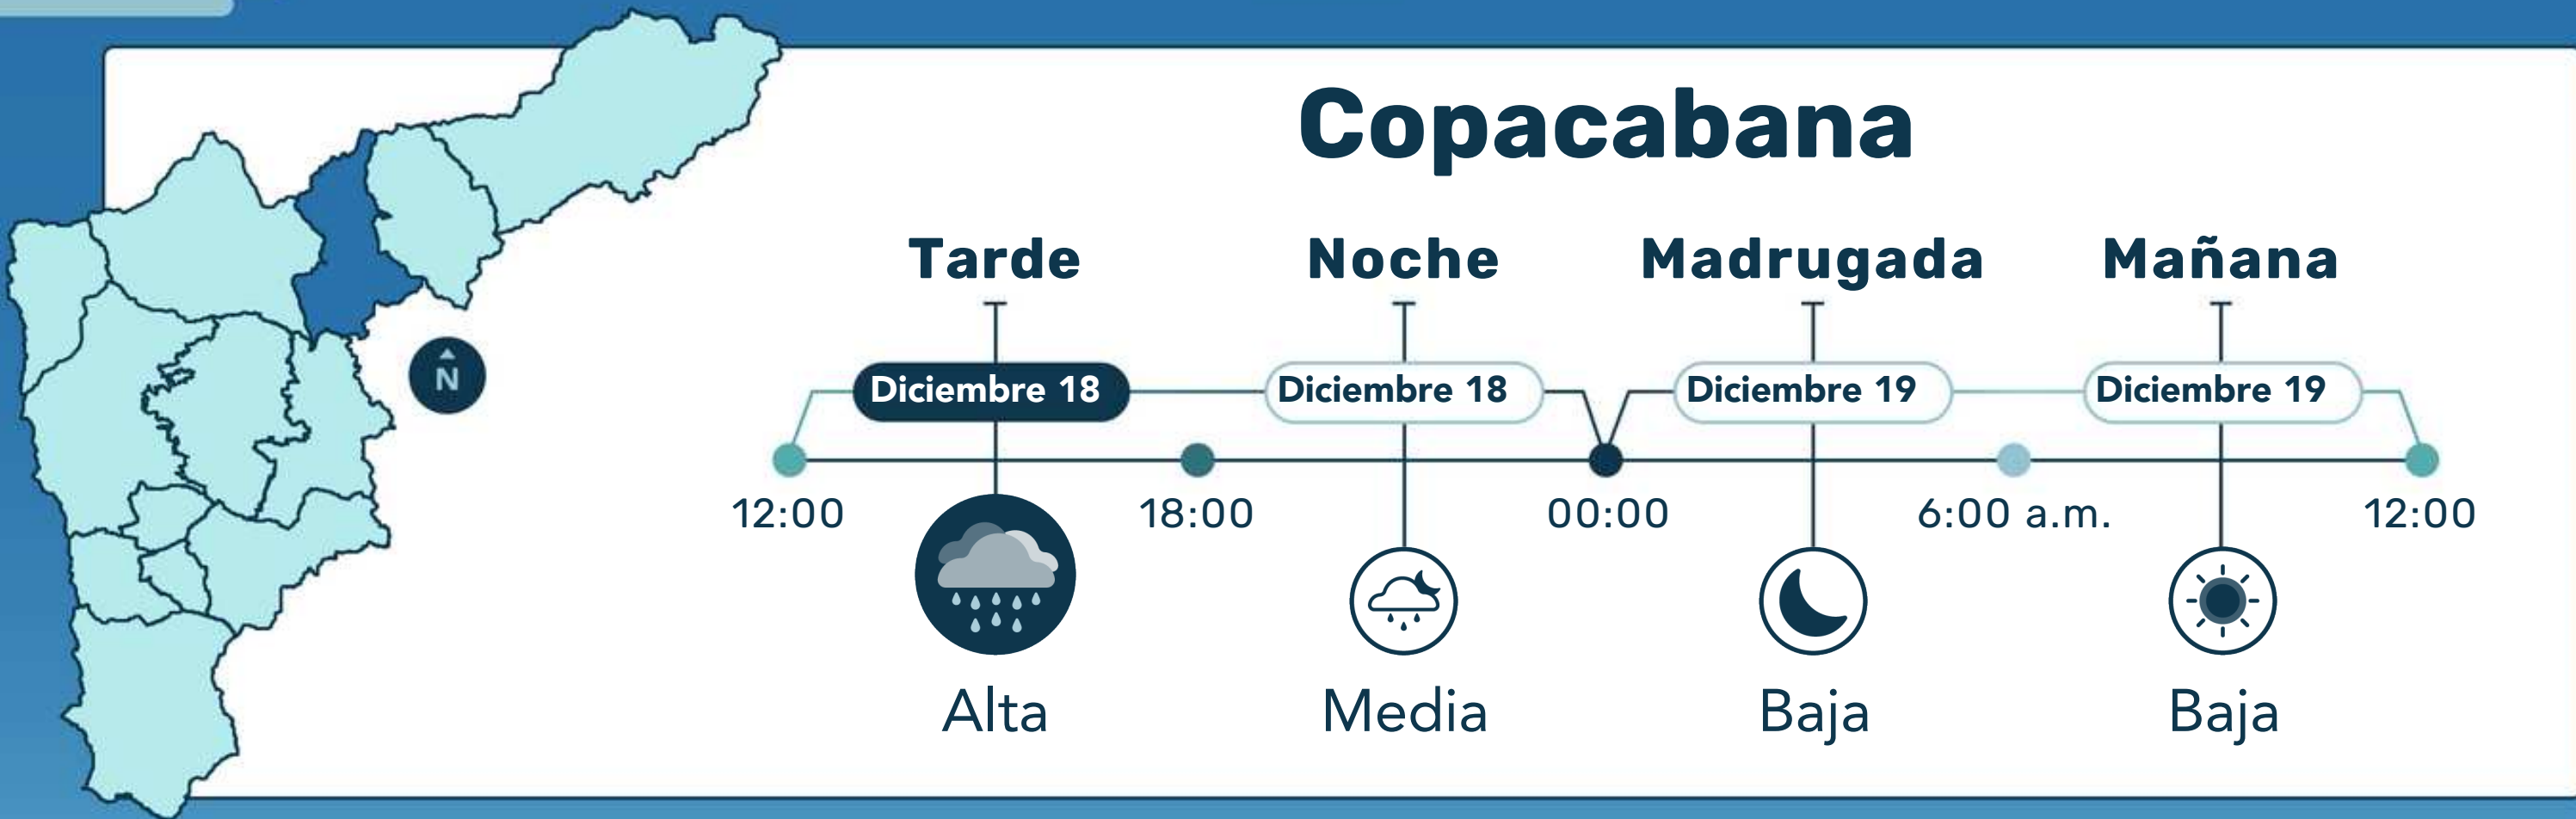 Copacabana
Tarde Noche Madrugada Mañana
Diciembre 18 Diciembre 18 Diciembre 19 Diciembre 19
N
12:00 18:00 00:00 6:00 a.m. 12:00
Alta Media Baja Baja